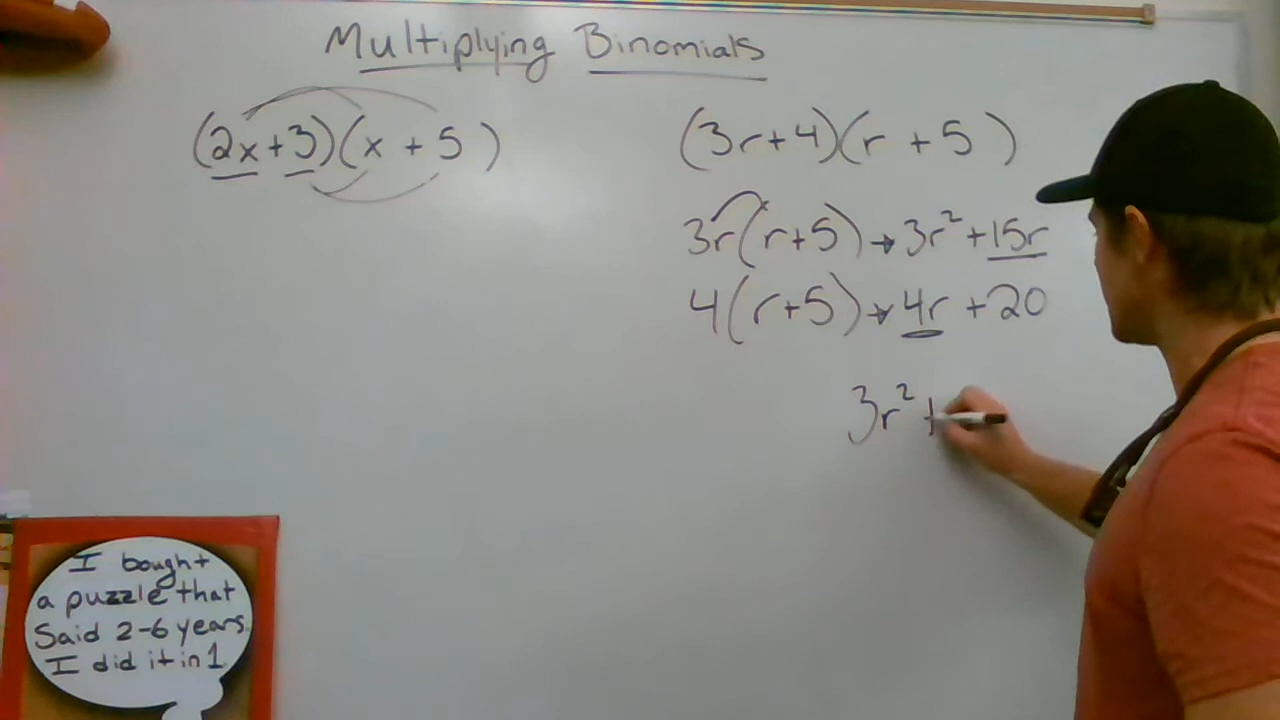 Multiplying Binomials
(2x+3)(x + 5)
(3r+4)(r + 5)
3r(r+5)→3r²+15r
4(r+5)→4r +20
3r²+
I bought
a puzzle that
Said 2-6 years
I did it in 1